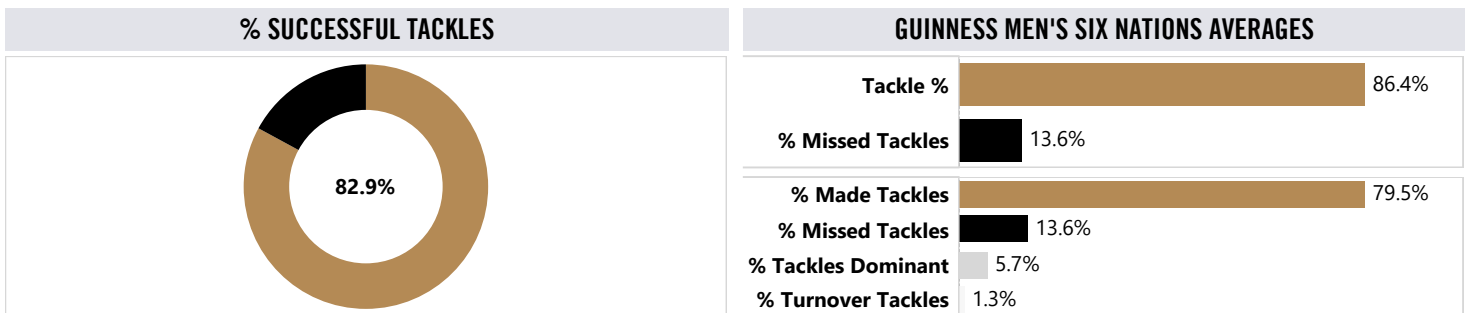 % SUCCESSFUL TACKLES
82.9%
GUINNESS MEN'S SIX NATIONS AVERAGES
Tackle % 86.4%
% Missed Tackles 13.6%
% Made Tackles 79.5%
% Missed Tackles 13.6%
% Tackles Dominant 5.7%
% Turnover Tackles 1.3%